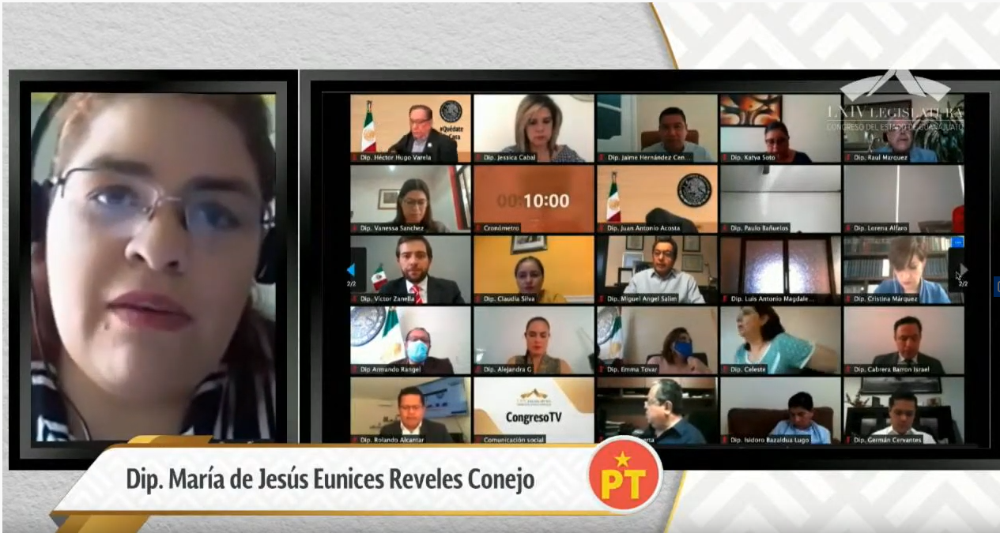 LXIV LEGISLATURA
CONGRESO DEL ESTADO DE GUANAJUATO
#Quédate
Dip. Héctor Hugo Varela
Dip. Jessica Cabal
Dip. Jaime Hernández Cen...
Dip. Katya Soto
Dip. Raul Marquez
00:10:00
Dip. Vanessa Sanchez
Cronómetro
Dip. Juan Antonio Acosta
Dip. Paulo Bañuelos
Dip. Lorena Alfaro
2/2
2/2
Dip. Víctor Zanella
Dip. Claudia Silva
Dip. Miguel Angel Salim
Dip. Luis Antonio Magdale...
Dip. Cristina Márquez
Dip Armando Rangel
Dip. Alejandra G
Dip. Emma Tovar
Dip. Celeste
Dip. Cabrera Barron Israel
CongresoTV
Dip. Rolando Alcantar
Comunicación social
Dip. Isidoro Bazaldua Lugo
Dip. Germán Cervantes
Dip. María de Jesús Eunices Reveles Conejo
PT